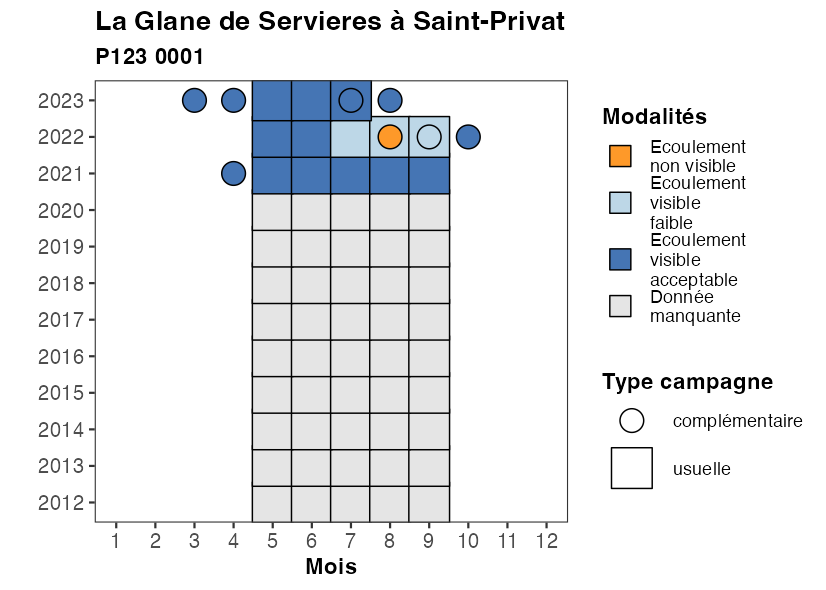 La Glane de Servieres à Saint-Privat
P123 0001
2023
2022
2021
2020
2019
2018
2017
2016
2015
2014
2013
2012
1 2 3 4 5 6 7 8 9 10 11 12
Mois
Modalités
Ecoulement
non visible
Ecoulement
visible
faible
Ecoulement
visible
acceptable
Donnée
manquante
Type campagne
complémentaire
usuelle